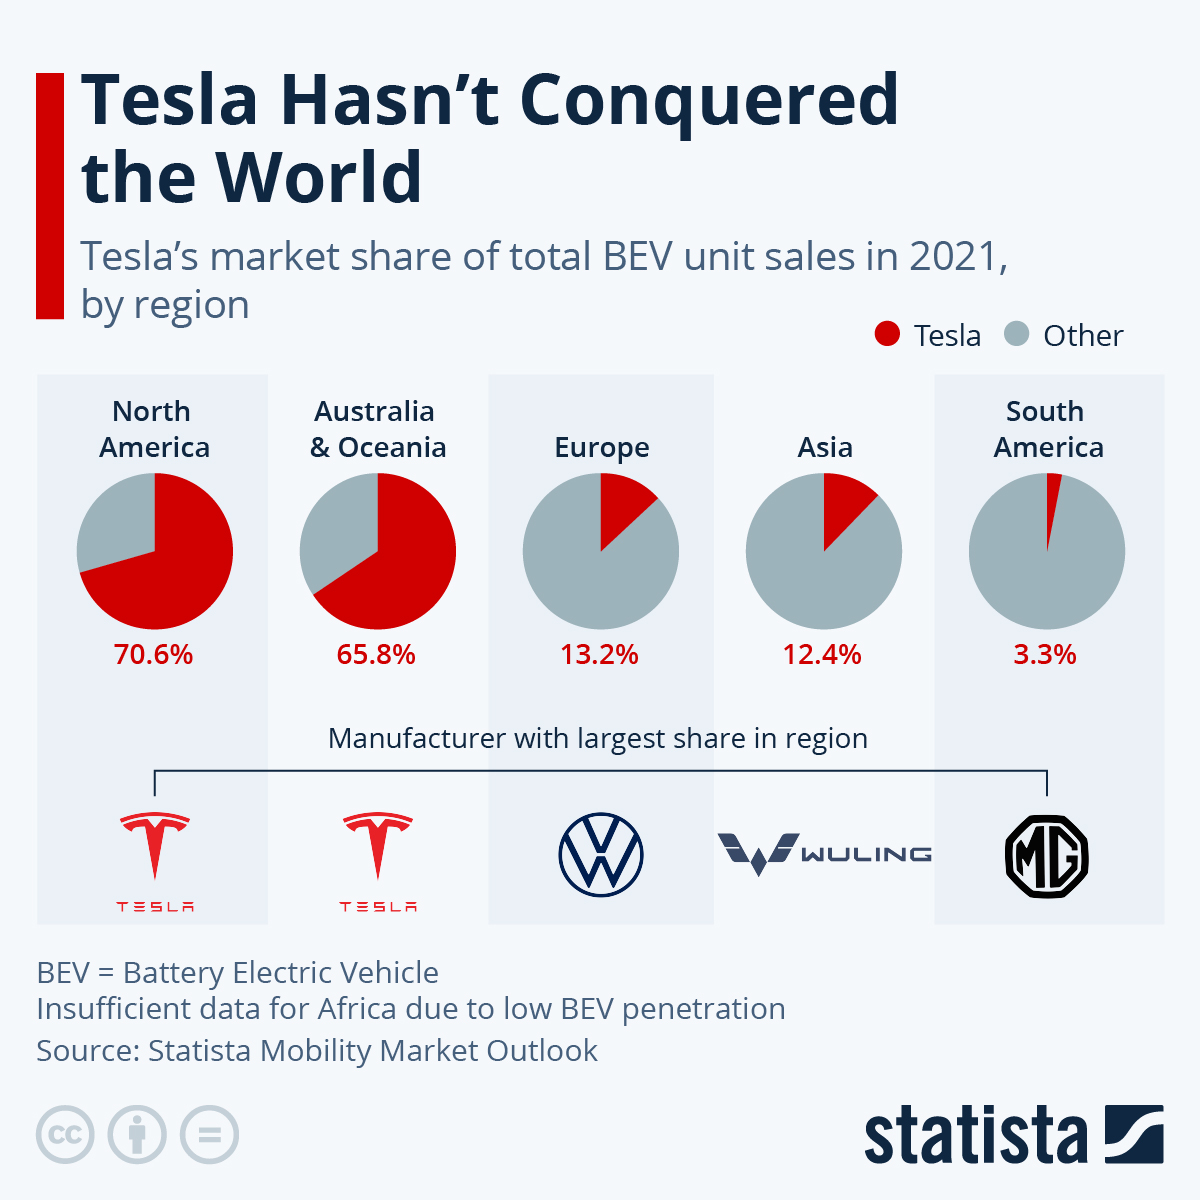 Tesla Hasn’t Conquered
the World
Tesla’s market share of total BEV unit sales in 2021,
by region
Tesla Other
North
America
Australia
& Oceania
Europe
Asia
South
America
70.6% 65.8% 13.2% 12.4% 3.3%
Manufacturer with largest share in region
TESLA TESLA VW WULING MG
BEV = Battery Electric Vehicle
Insufficient data for Africa due to low BEV penetration
Source: Statista Mobility Market Outlook
cc
statista